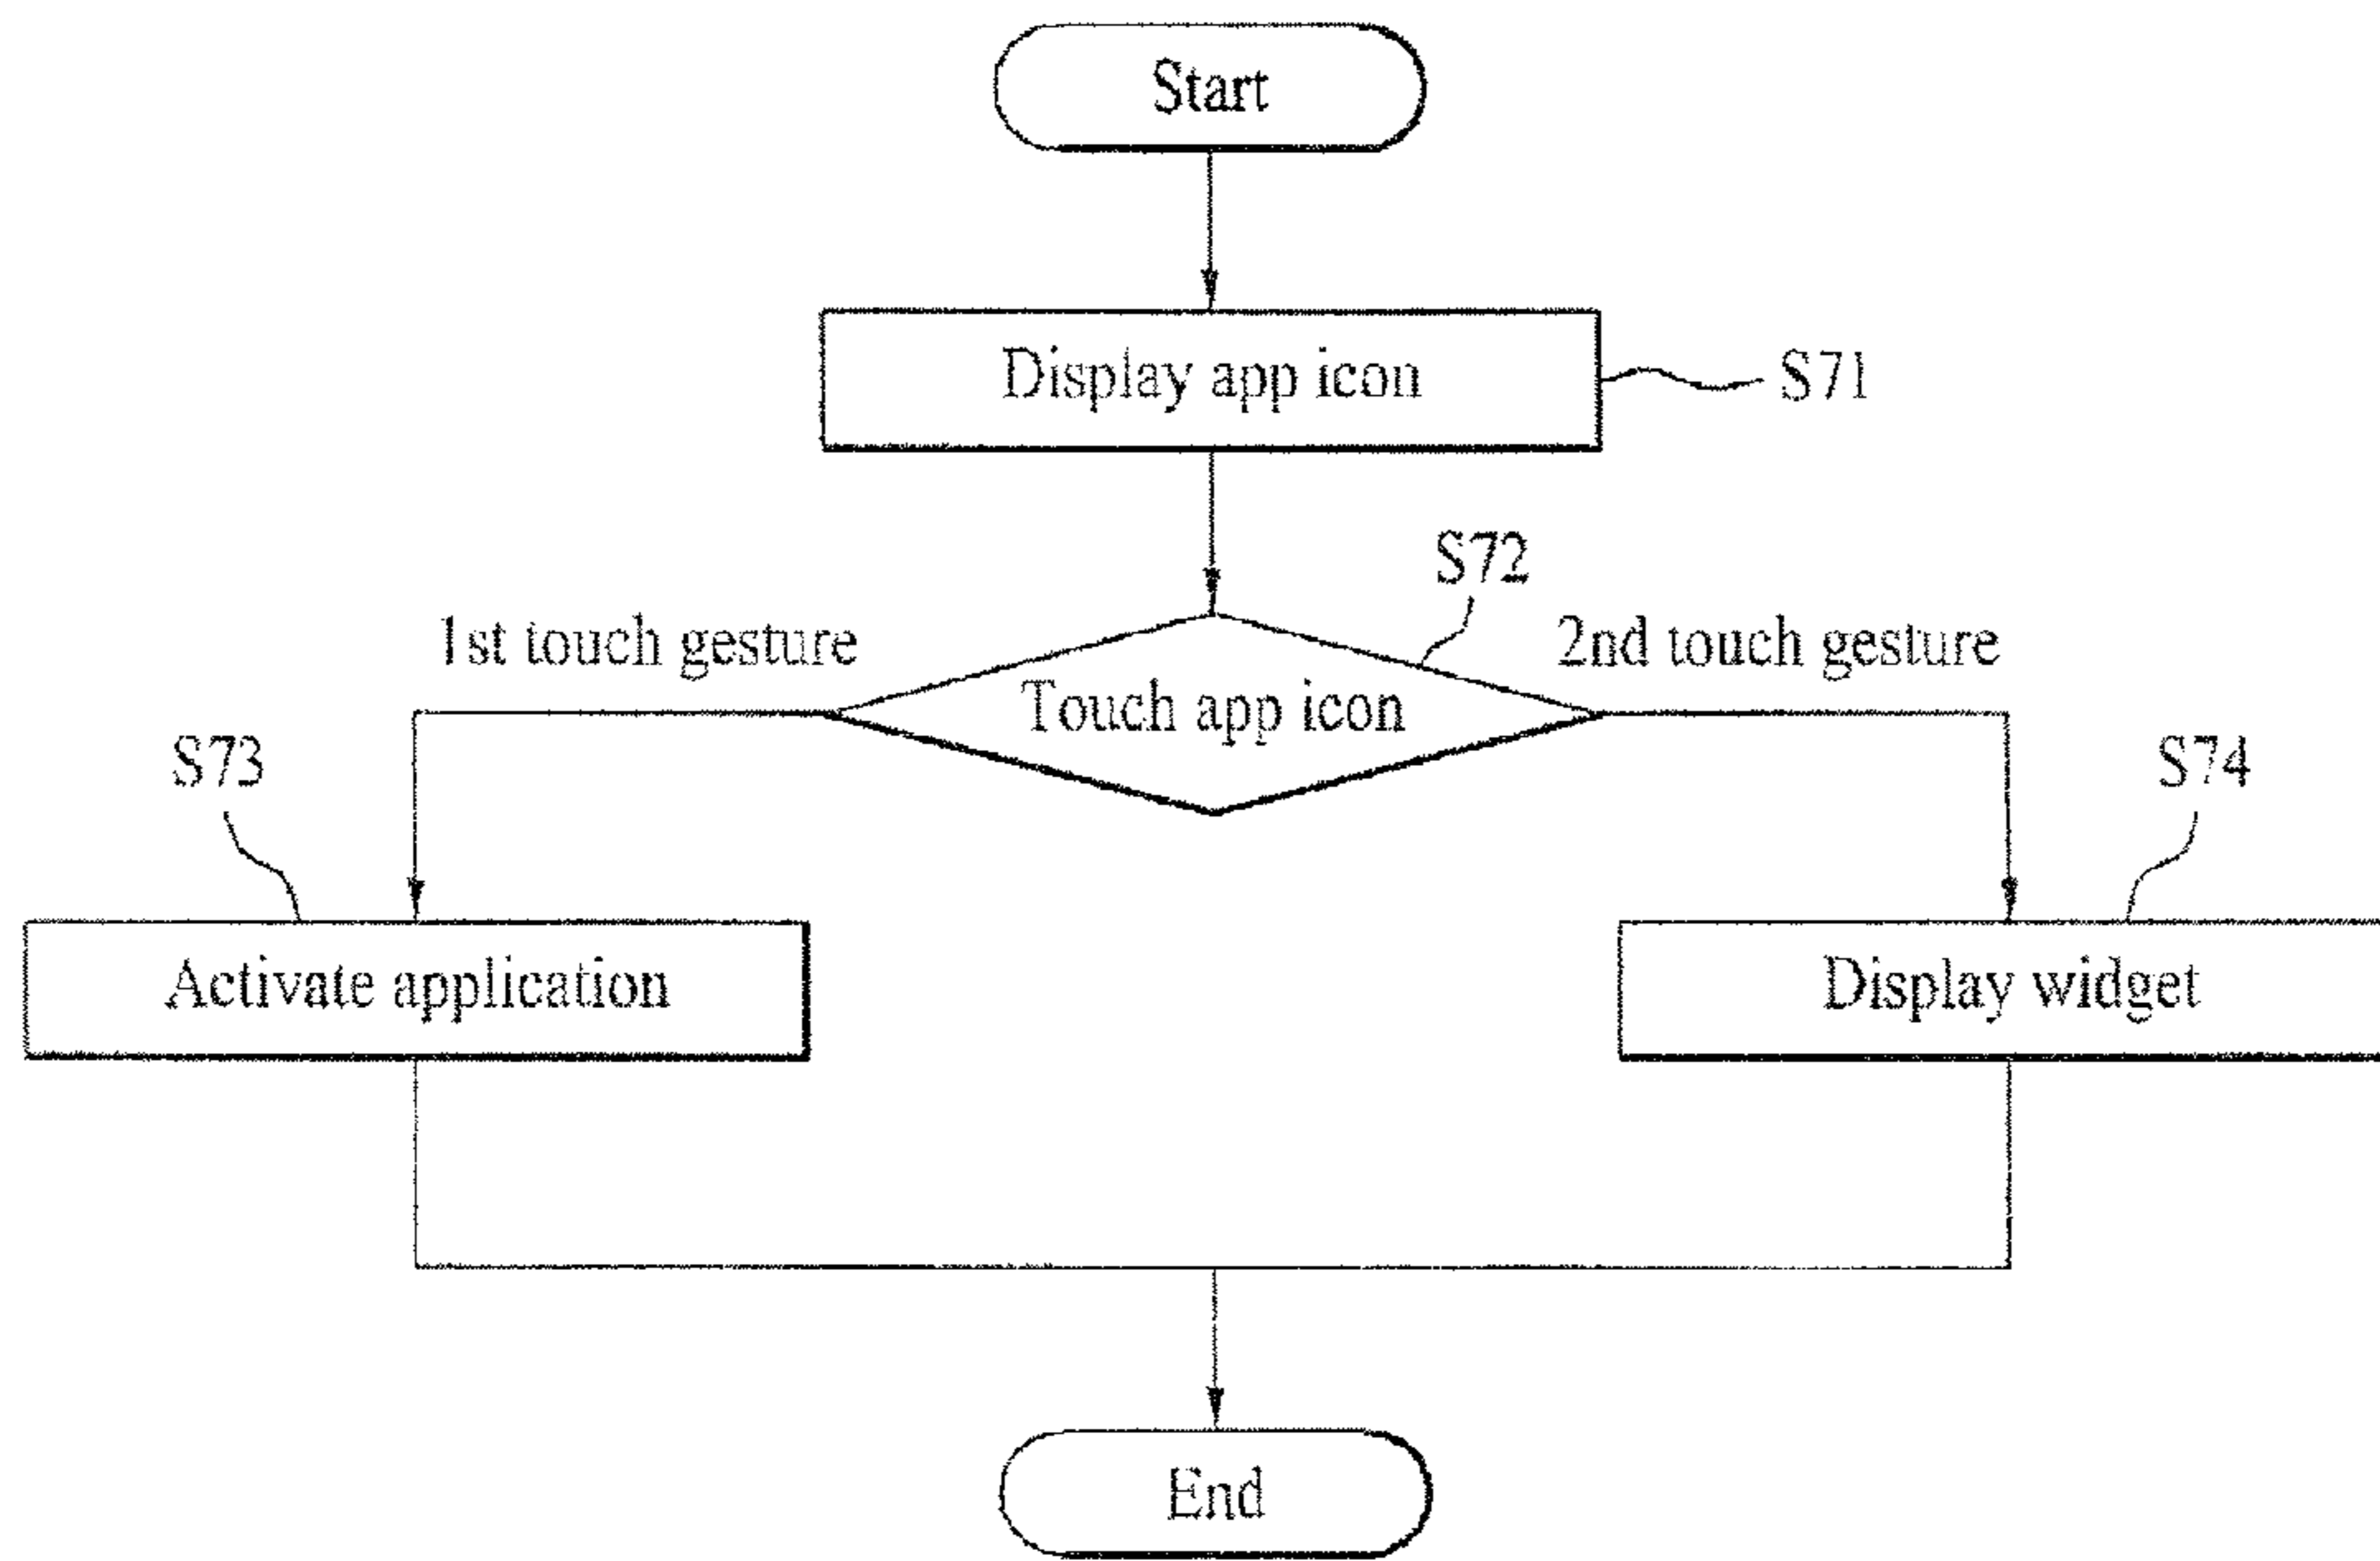 Start
Display app icon
S71
S72
1st touch gesture
2nd touch gesture
Touch app icon
S73
S74
Activate application
Display widget
End